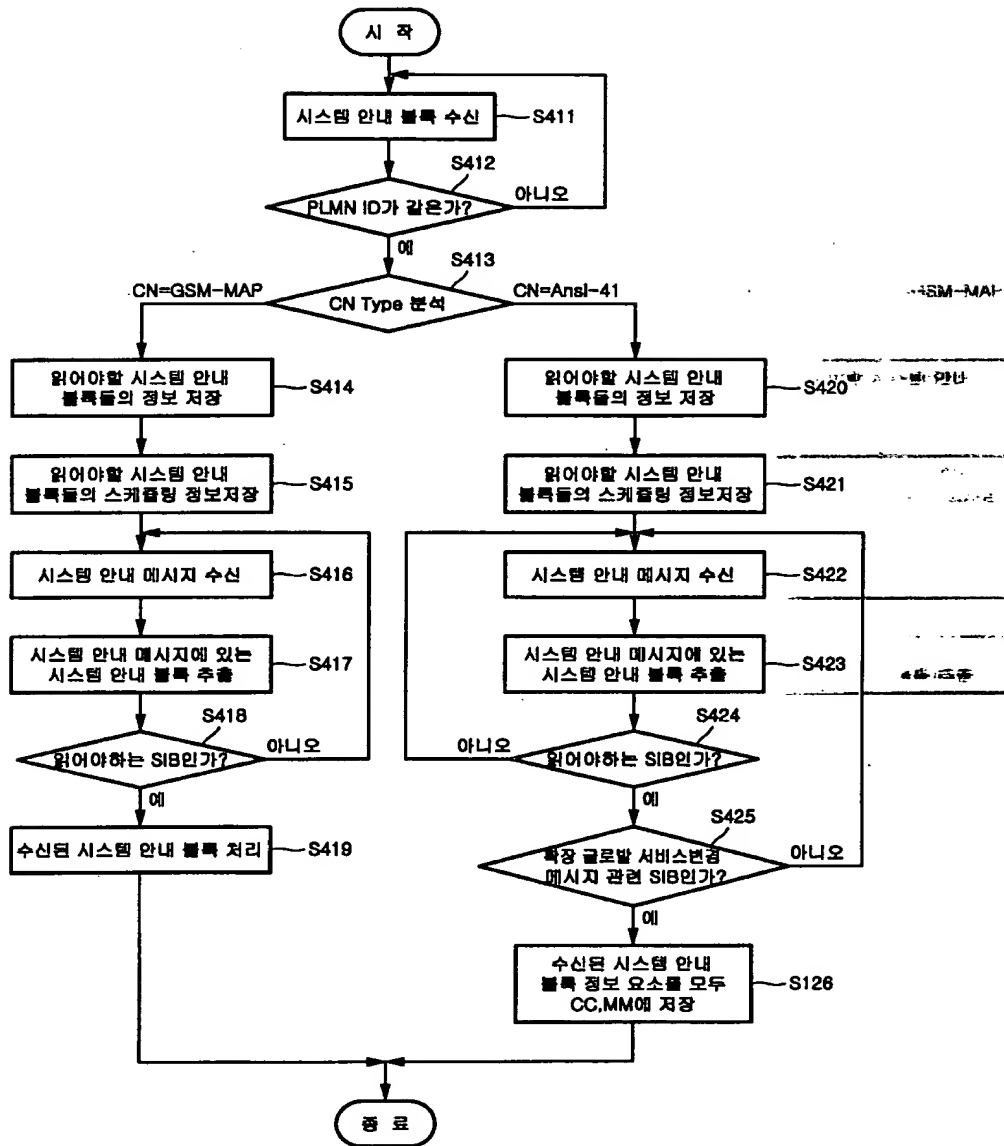 시 작
시스템 안내 블록 수신
S411
S412
PLMN ID가 같은가?
아니오
예
S413
CN=GSM-MAP
CN Type 분석
CN=Ansi-41
읽어야할 시스템 안내
블록들의 정보 저장
S414
읽어야할 시스템 안내
블록들의 정보 저장
S420
읽어야할 시스템 안내
블록들의 스케쥴링 정보저장
S415
읽어야할 시스템 안내
블록들의 스케쥴링 정보저장
S421
시스템 안내 메시지 수신
S416
시스템 안내 메시지 수신
S422
시스템 안내 메시지에 있는
시스템 안내 블록 추출
S417
시스템 안내 메시지에 있는
시스템 안내 블록 추출
S423
S418
읽어야하는 SIB인가?
아니오
예
S424
아니오
읽어야하는 SIB인가?
예
수신된 시스템 안내 블록 처리
S419
S425
확장 글로발 서비스변경
메시지 관련 SIB인가?
아니오
예
수신된 시스템 안내
블록 정보 요소를 모두
CC,MM에 저장
S126
종 료